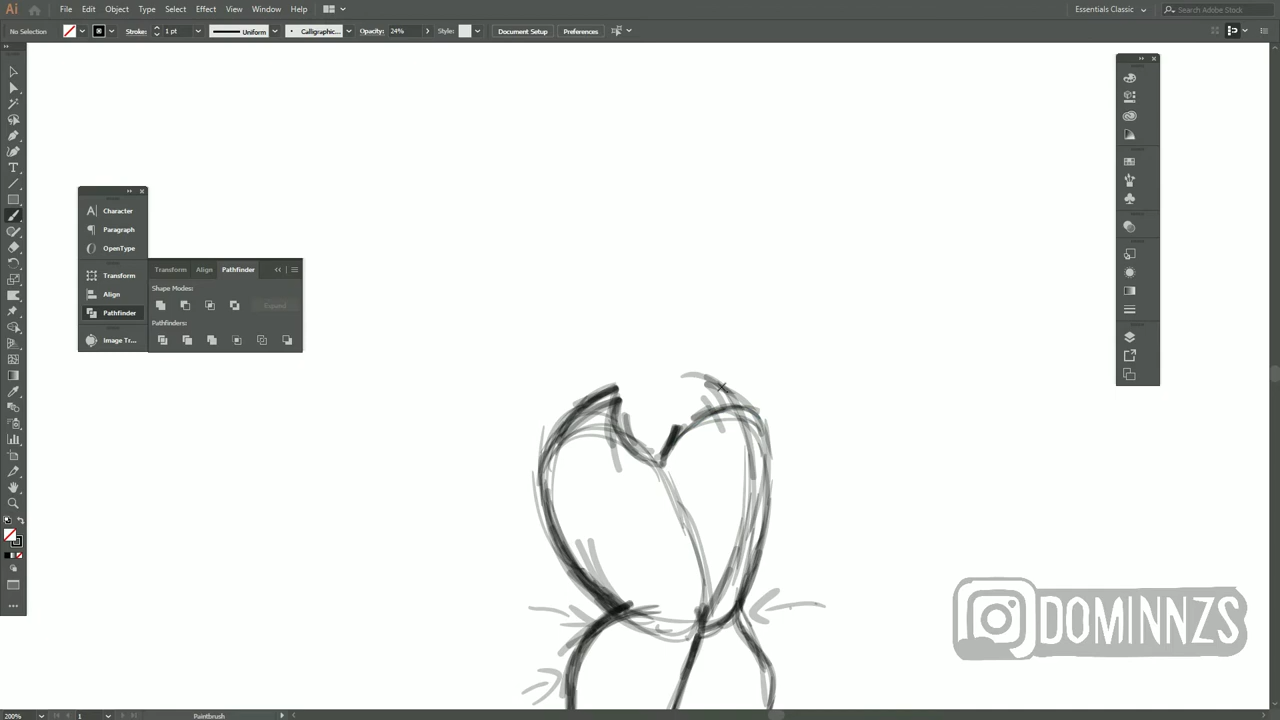 Ai File Edit Object Type Select Effect View Window Help Essentials Classic Search Adobe Stock
No Selection Stroke: 1 pt Uniform Calligraphic... Opacity: 24% Style: Document Setup Preferences
Character
Paragraph
OpenType
Transform
Align
Pathfinder
Image Tr...
Transform Align Pathfinder
Shape Modes:
Expand
Pathfinders:
DOMINNZS
200% 1 Paintbrush